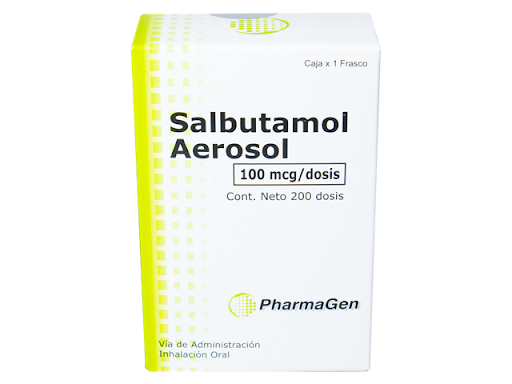 Caja x 1 Frasco
Salbutamol
Aerosol
100 mcg/dosis
Cont. Neto 200 dosis
PharmaGen
Vía de Administración
Inhalación Oral